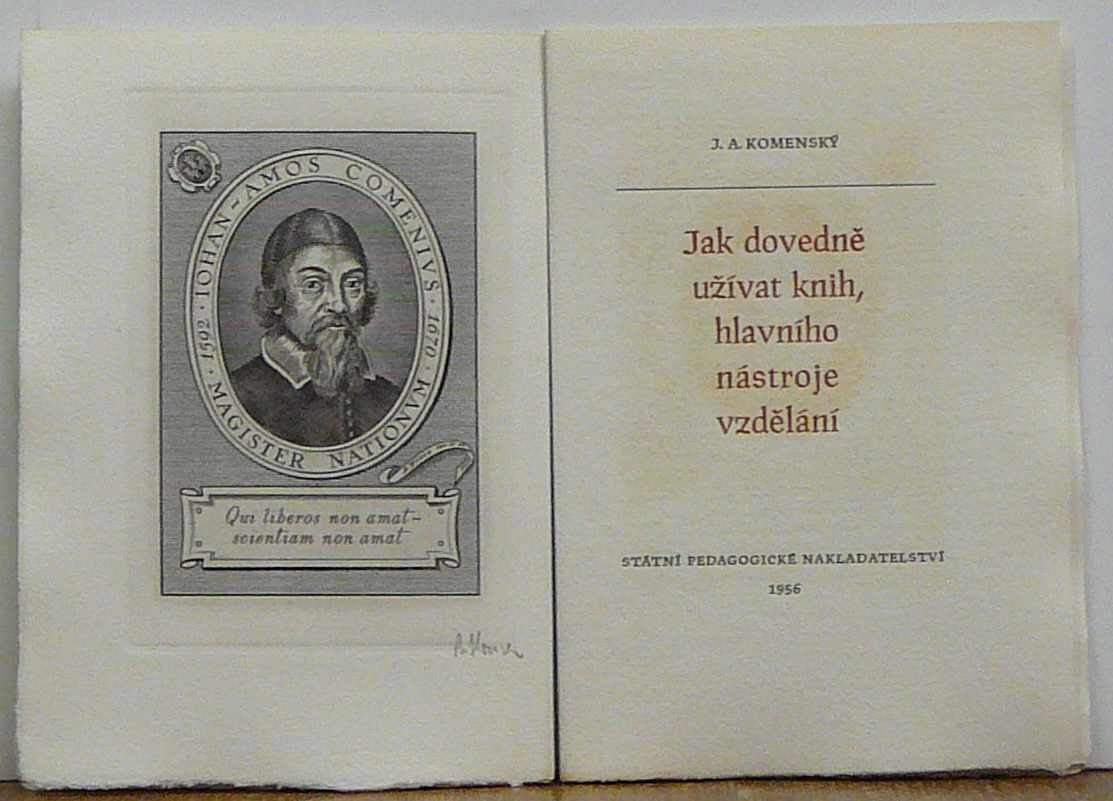 · 1592 · IOHAN–AMOS COMENIVS · 1670 ·
MAGISTER NATIONVM
Qui liberos non amat–
scientiam non amat
J. A. KOMENSKÝ
Jak dovedně
užívat knih,
hlavního
nástroje
vzdělání
STÁTNÍ PEDAGOGICKÉ NAKLADATELSTVÍ
1956